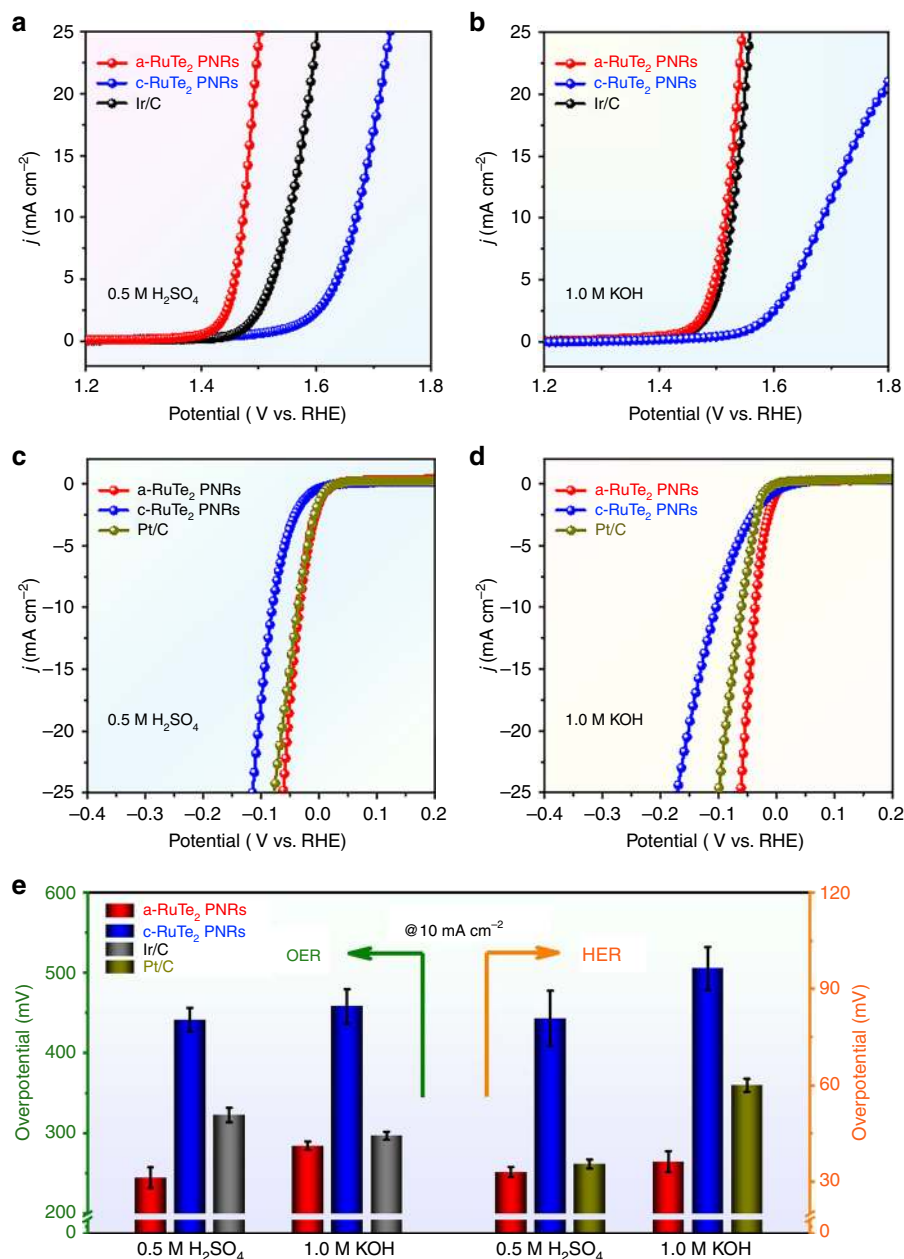 a
25
20
15
10
5
0
j (mA cm⁻²)
a-RuTe₂ PNRs
c-RuTe₂ PNRs
Ir/C
0.5 M H₂SO₄
1.2 1.4 1.6 1.8
Potential ( V vs. RHE)
b
25
20
15
10
5
0
j (mA cm⁻²)
a-RuTe₂ PNRs
c-RuTe₂ PNRs
Ir/C
1.0 M KOH
1.2 1.4 1.6 1.8
Potential ( V vs. RHE)
c
0
−5
−10
−15
−20
−25
j (mA cm⁻²)
a-RuTe₂ PNRs
c-RuTe₂ PNRs
Pt/C
0.5 M H₂SO₄
−0.4 −0.3 −0.2 −0.1 0.0 0.1 0.2
Potential ( V vs. RHE)
d
0
−5
−10
−15
−20
−25
j (mA cm⁻²)
a-RuTe₂ PNRs
c-RuTe₂ PNRs
Pt/C
1.0 M KOH
−0.4 −0.3 −0.2 −0.1 0.0 0.1 0.2
Potential ( V vs. RHE)
e
600
500
400
300
200
0
Overpotential (mV)
a-RuTe₂ PNRs
c-RuTe₂ PNRs
Ir/C
Pt/C
@10 mA cm⁻²
OER
HER
120
90
60
30
0
Overpotential (mV)
0.5 M H₂SO₄ 1.0 M KOH 0.5 M H₂SO₄ 1.0 M KOH